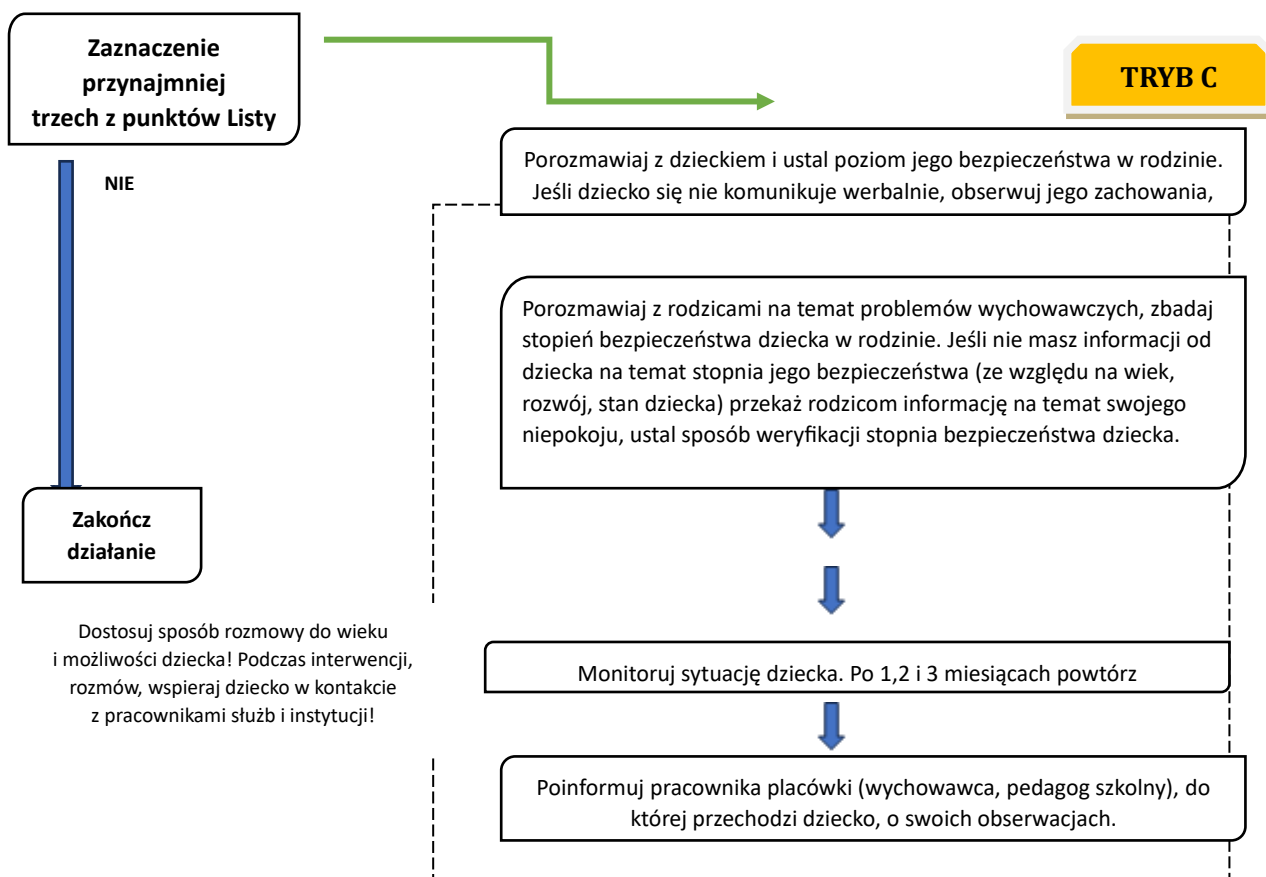 Zaznaczenie
przynajmniej
trzech z punktów Listy
TRYB C
NIE
Porozmawiaj z dzieckiem i ustal poziom jego bezpieczeństwa w rodzinie.
Jeśli dziecko się nie komunikuje werbalnie, obserwuj jego zachowania,
Porozmawiaj z rodzicami na temat problemów wychowawczych, zbadaj
stopień bezpieczeństwa dziecka w rodzinie. Jeśli nie masz informacji od
dziecka na temat stopnia jego bezpieczeństwa (ze względu na wiek,
rozwój, stan dziecka) przekaż rodzicom informację na temat swojego
niepokoju, ustal sposób weryfikacji stopnia bezpieczeństwa dziecka.
Zakończ
działanie
Dostosuj sposób rozmowy do wieku
i możliwości dziecka! Podczas interwencji,
rozmów, wspieraj dziecko w kontakcie
z pracownikami służb i instytucji!
Monitoruj sytuację dziecka. Po 1,2 i 3 miesiącach powtórz
Poinformuj pracownika placówki (wychowawca, pedagog szkolny), do
której przechodzi dziecko, o swoich obserwacjach.